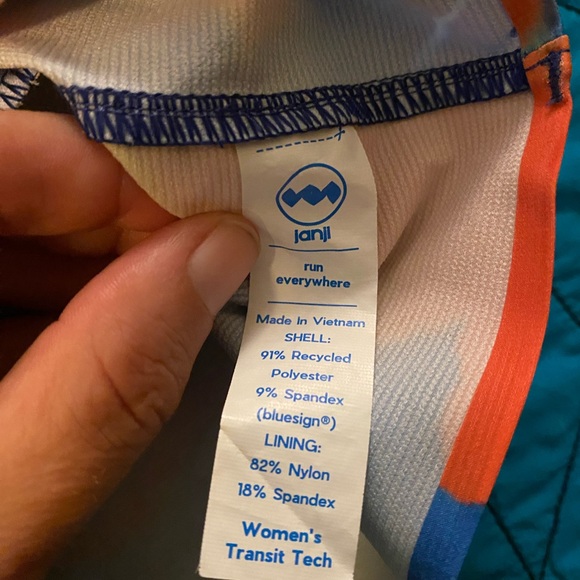 janji
run
everywhere
Made in Vietnam
SHELL:
91% Recycled
Polyester
9% Spandex
(bluesign®)
LINING:
82% Nylon
18% Spandex
Women's
Transit Tech